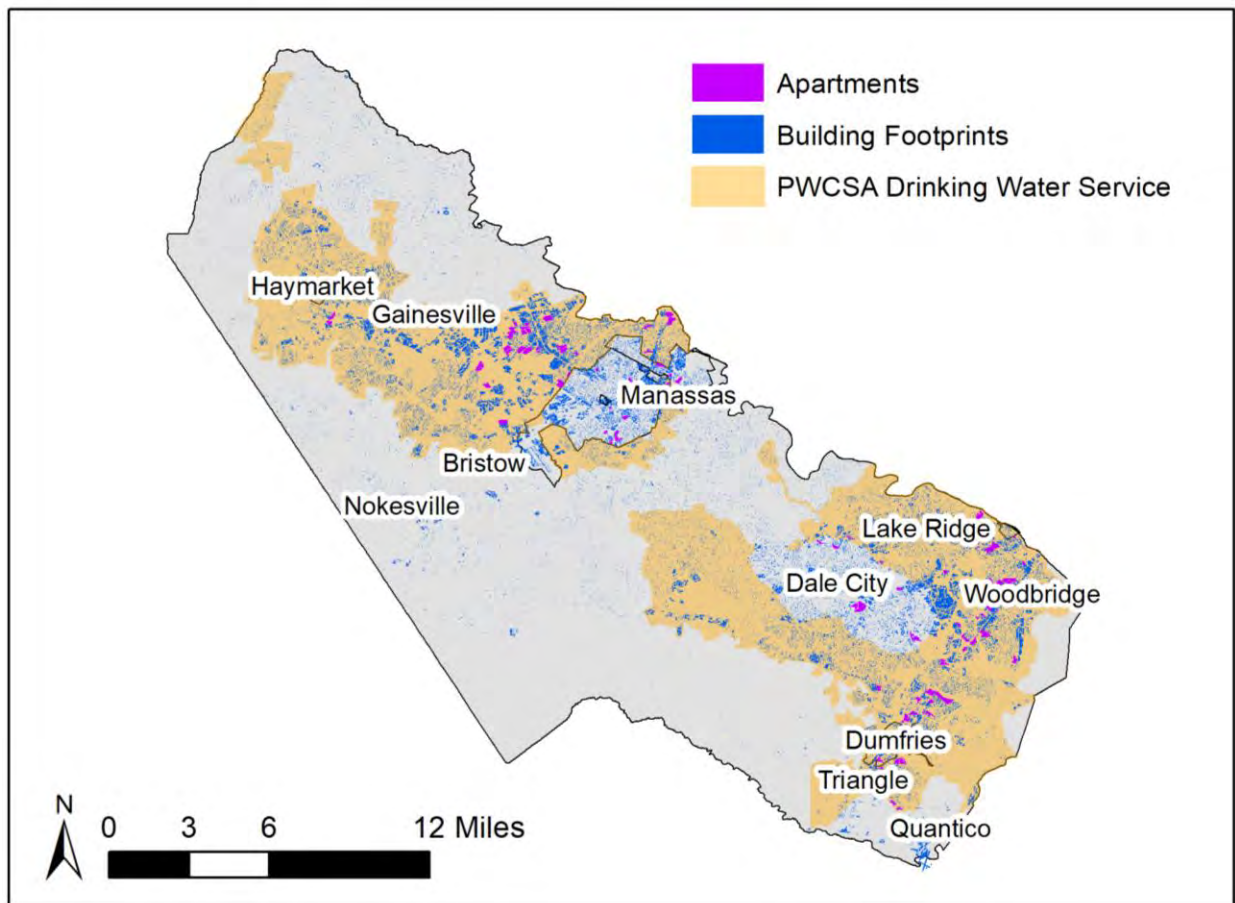 Apartments
Building Footprints
PWCSA Drinking Water Service
Haymarket
Gainesville
Manassas
Bristow
Nokesville
Lake Ridge
Dale City
Woodbridge
Dumfries
Triangle
Quantico
N
0 3 6 12 Miles